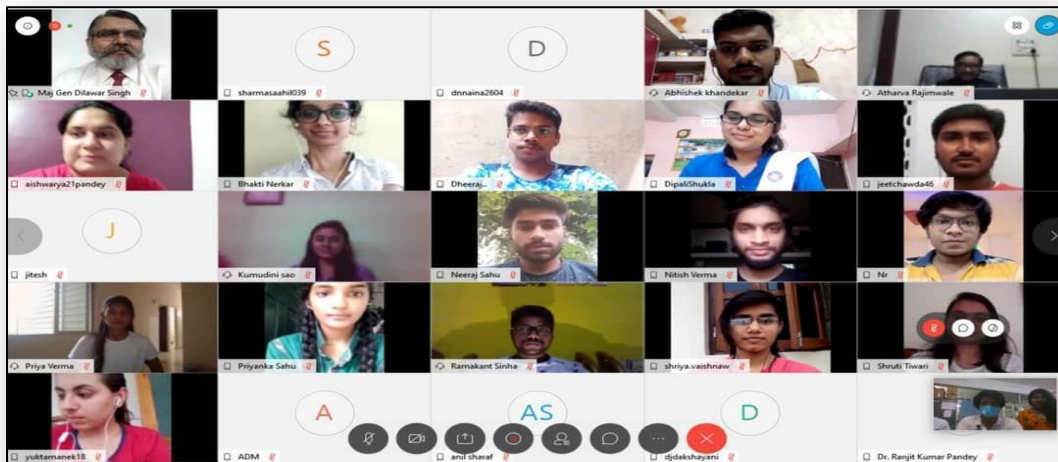 S
D
Maj Gen Dilawar Singh
sharmasaahil039
dnnaina2604
Abhishek khandekar
Atharva Rajimwale
aishwarya21pandey
Bhakti Nerkar
Dheeraj..
DipaliShukla
jeetchawda46
J
jitesh
Kumudini sao
Neeraj Sahu
Nitish Verma
Nr
Priya Verma
Priyanka Sahu
Ramakant Sinha
shriya.vaishnaw
Shruti Tiwari
A
AS
D
yuktamanek18
ADM
anil sharaf
djdakshayani
Dr. Ranjit Kumar Pandey